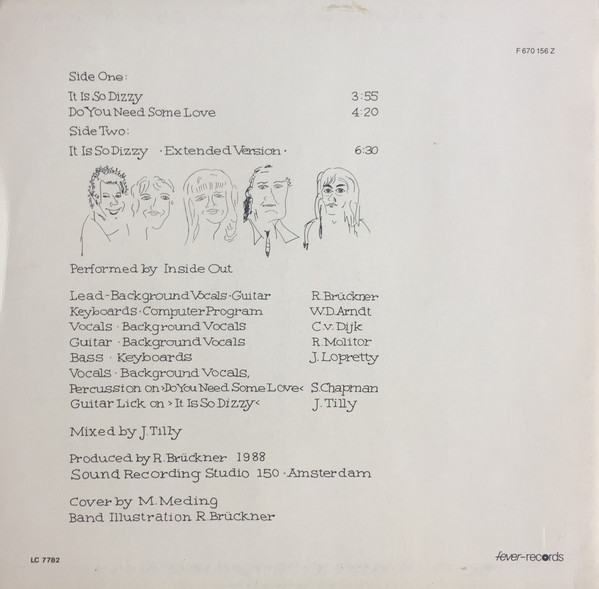 F 670 156 Z
Side One:
It Is So Dizzy 3:55
Do You Need Some Love 4:20
Side Two:
It Is So Dizzy · Extended Version · 6:30
Performed by Inside Out
Lead-Background Vocals · Guitar R. Brückner
Keyboards · Computer Program W.D. Arndt
Vocals · Background Vocals C.v. Dijk
Guitar · Background Vocals R. Molitor
Bass · Keyboards J. Lopretty
Vocals · Background Vocals,
Percussion on ›Do You Need Some Love‹ S. Chapman
Guitar Lick on › It Is So Dizzy‹ J. Tilly
Mixed by J. Tilly
Produced by R. Brückner 1988
Sound Recording Studio 150 · Amsterdam
Cover by M. Meding
Band Illustration R. Brückner
LC 7782
fever-records